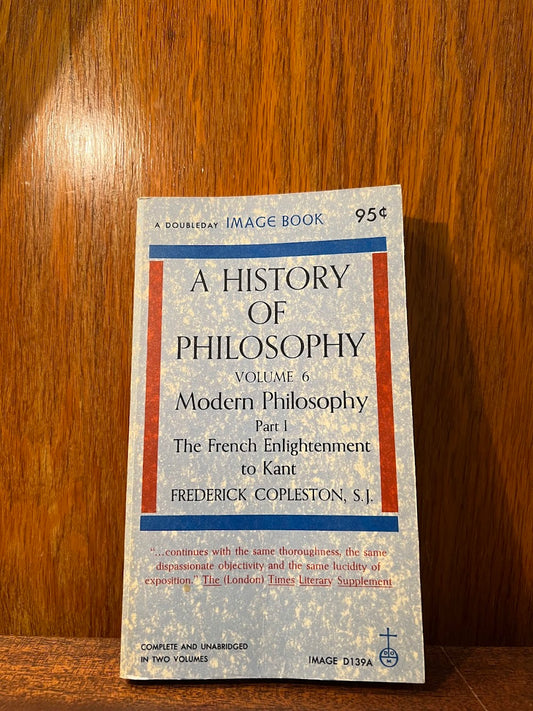 A DOUBLEDAY IMAGE BOOK 95¢
A HISTORY
OF
PHILOSOPHY
VOLUME 6
Modern Philosophy
Part I
The French Enlightenment
to Kant
FREDERICK COPLESTON, S.J.
"...continues with the same thoroughness, the same
dispassionate objectivity and the same lucidity of
exposition." The (London) Times Literary Supplement
COMPLETE AND UNABRIDGED
IN TWO VOLUMES
IMAGE D139A
D O
M